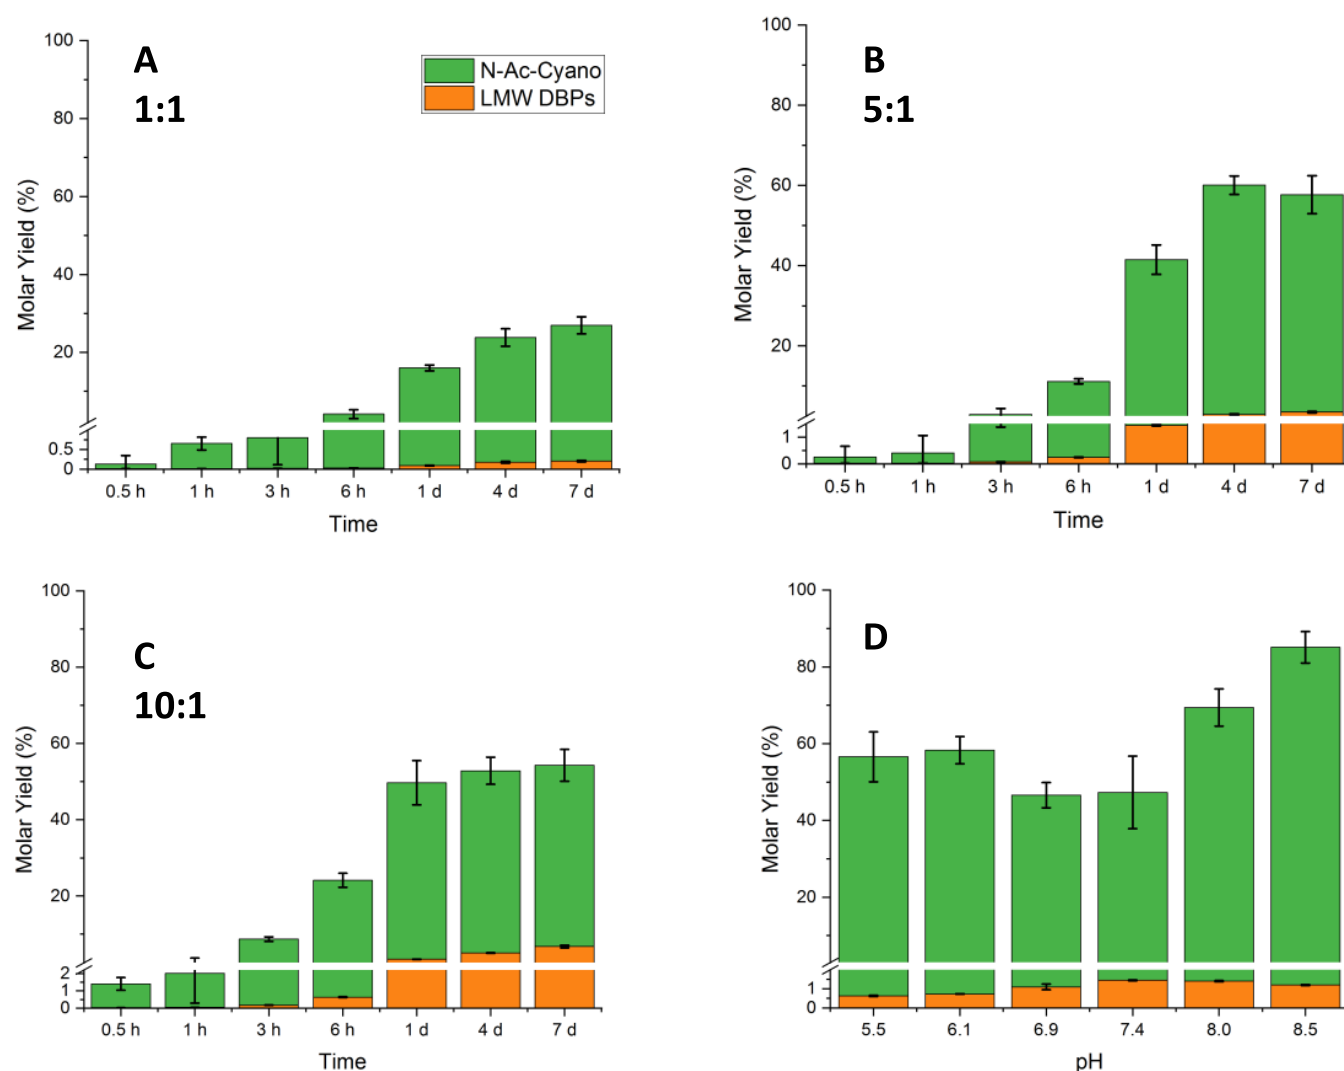 A
1:1
N-Ac-Cyano
LMW DBPs
Molar Yield (%)
100
80
60
40
20
0.5
0
0.5 h 1 h 3 h 6 h 1 d 4 d 7 d
Time
B
5:1
Molar Yield (%)
100
80
60
40
20
1
0
0.5 h 1 h 3 h 6 h 1 d 4 d 7 d
Time
C
10:1
Molar Yield (%)
100
80
60
40
20
2
1
0
0.5 h 1 h 3 h 6 h 1 d 4 d 7 d
Time
D
Molar Yield (%)
100
80
60
40
20
1
0
5.5 6.1 6.9 7.4 8.0 8.5
pH